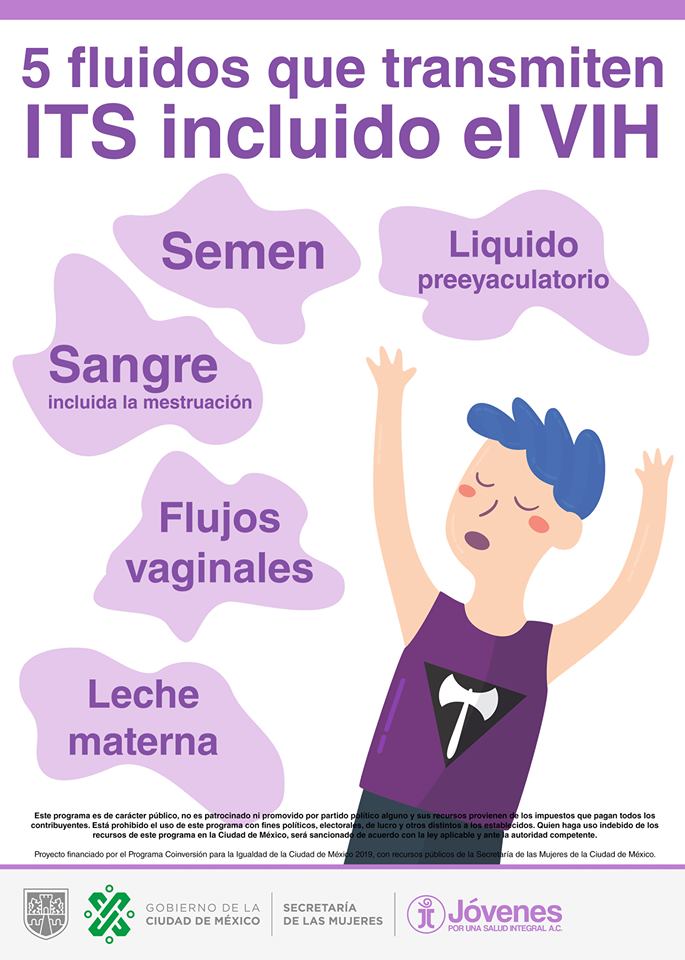 5 fluidos que transmiten
ITS incluido el VIH
Semen
Liquido
preeyaculatorio
Sangre
incluida la mestruación
Flujos
vaginales
Leche
materna
Este programa es de carácter público, no es patrocinado ni promovido por partido político alguno y sus recursos provienen de los impuestos que pagan todos los
contribuyentes. Está prohibido el uso de este programa con fines políticos, electorales, de lucro y otros distintos a los establecidos. Quien haga uso indebido de los
recursos de este programa en la Ciudad de México, será sancionado de acuerdo con la ley aplicable y ante la autoridad competente.
Proyecto financiado por el Programa Coinversión para la Igualdad de la Ciudad de México 2019, con recursos públicos de la Secretaría de las Mujeres de la Ciudad de México.
GOBIERNO DE LA
CIUDAD DE MÉXICO
SECRETARÍA
DE LAS MUJERES
Jóvenes
POR UNA SALUD INTEGRAL A.C.